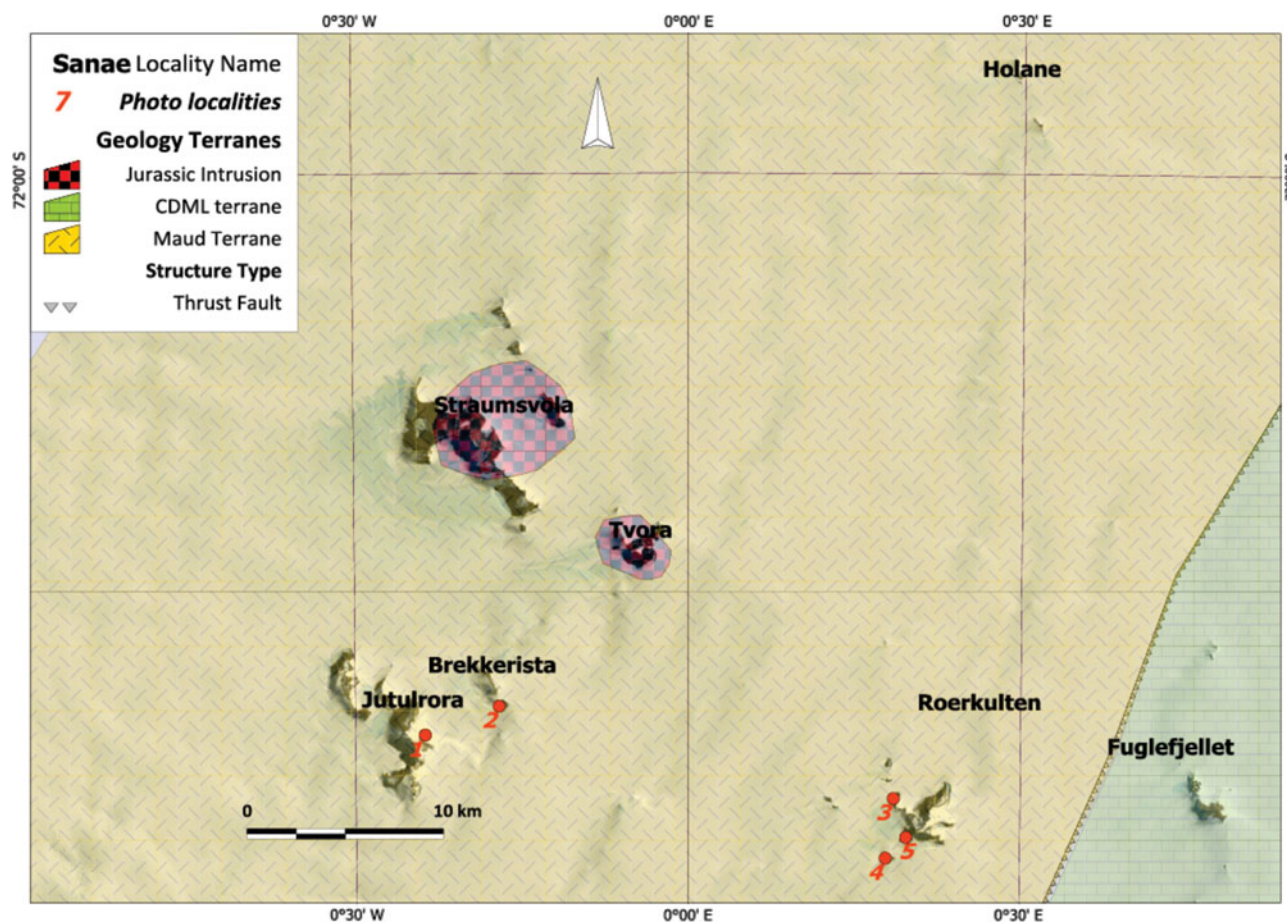 0°30' W
0°00' E
0°30' E
Sanae Locality Name
7 Photo localities
Geology Terranes
Jurassic Intrusion
CDML terrane
Maud Terrane
Structure Type
Thrust Fault
72°00' S
Holane
Straumsvola
Tvora
Brekkerista
Jutulrora
Roerkulten
Fuglefjellet
1
2
3
4
5
0
10 km
0°30' W
0°00' E
0°30' E